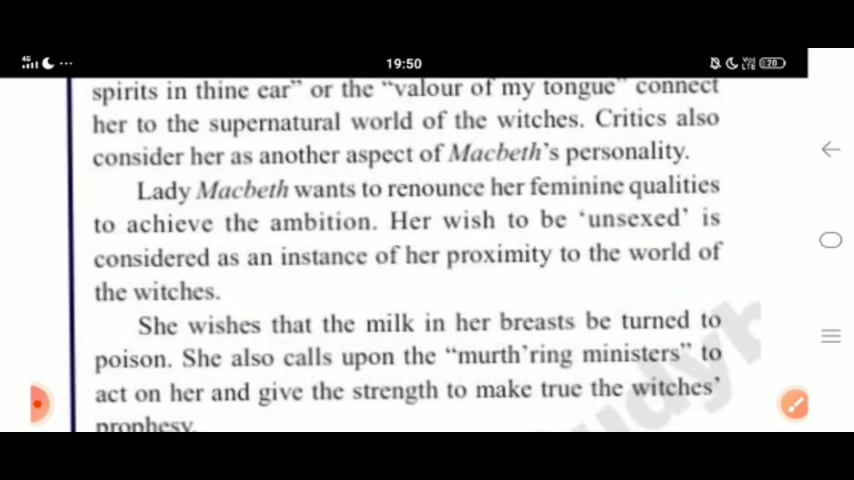 4G
...
19:50
Vo)
LTE
20
spirits in thine ear” or the “valour of my tongue” connect
her to the supernatural world of the witches. Critics also
consider her as another aspect of Macbeth’s personality.
Lady Macbeth wants to renounce her feminine qualities
to achieve the ambition. Her wish to be ‘unsexed’ is
considered as an instance of her proximity to the world of
the witches.
She wishes that the milk in her breasts be turned to
poison. She also calls upon the “murth’ring ministers” to
act on her and give the strength to make true the witches’
prophesy.